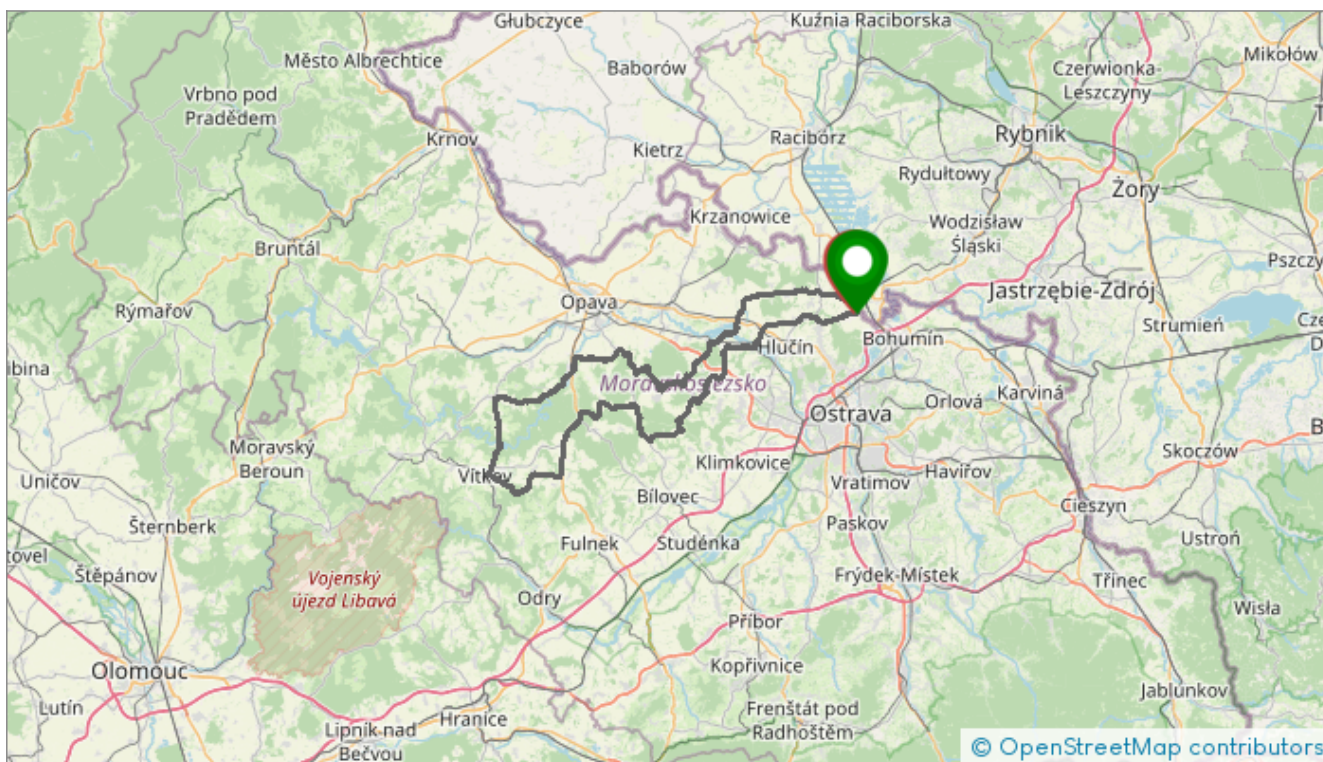 Głubczyce
Kuźnia Raciborska
Mikołów
Město Albrechtice
Baborów
Czerwionka-
Leszczyny
Vrbno pod
Pradědem
Krnov
Kietrz
Racibórz
Rybnik
Rydułtowy
Żory
Krzanowice
Wodzisław
Śląski
Bruntál
Pszczy
Rýmařov
Opava
Jastrzębie-Zdrój
Strumień
Bohumín
Hlučín
ibina
Moravskoslezsko
Karviná
Ostrava
Orlová
Moravský
Beroun
Skoczów
Uničov
Vítkov
Klimkovice
Havířov
Bílovec
Vratimov
Cieszyn
Šternberk
Paskov
Ustroń
tovel
Štěpánov
Fulnek
Studénka
Vojenský
újezd Libavá
Frýdek-Místek
Třinec
Odry
Wisła
Příbor
Olomouc
Kopřivnice
Jablunkov
Lutín
Hranice
Frenštát pod
Radhoštěm
Lipník nad
Bečvou
© OpenStreetMap contributors